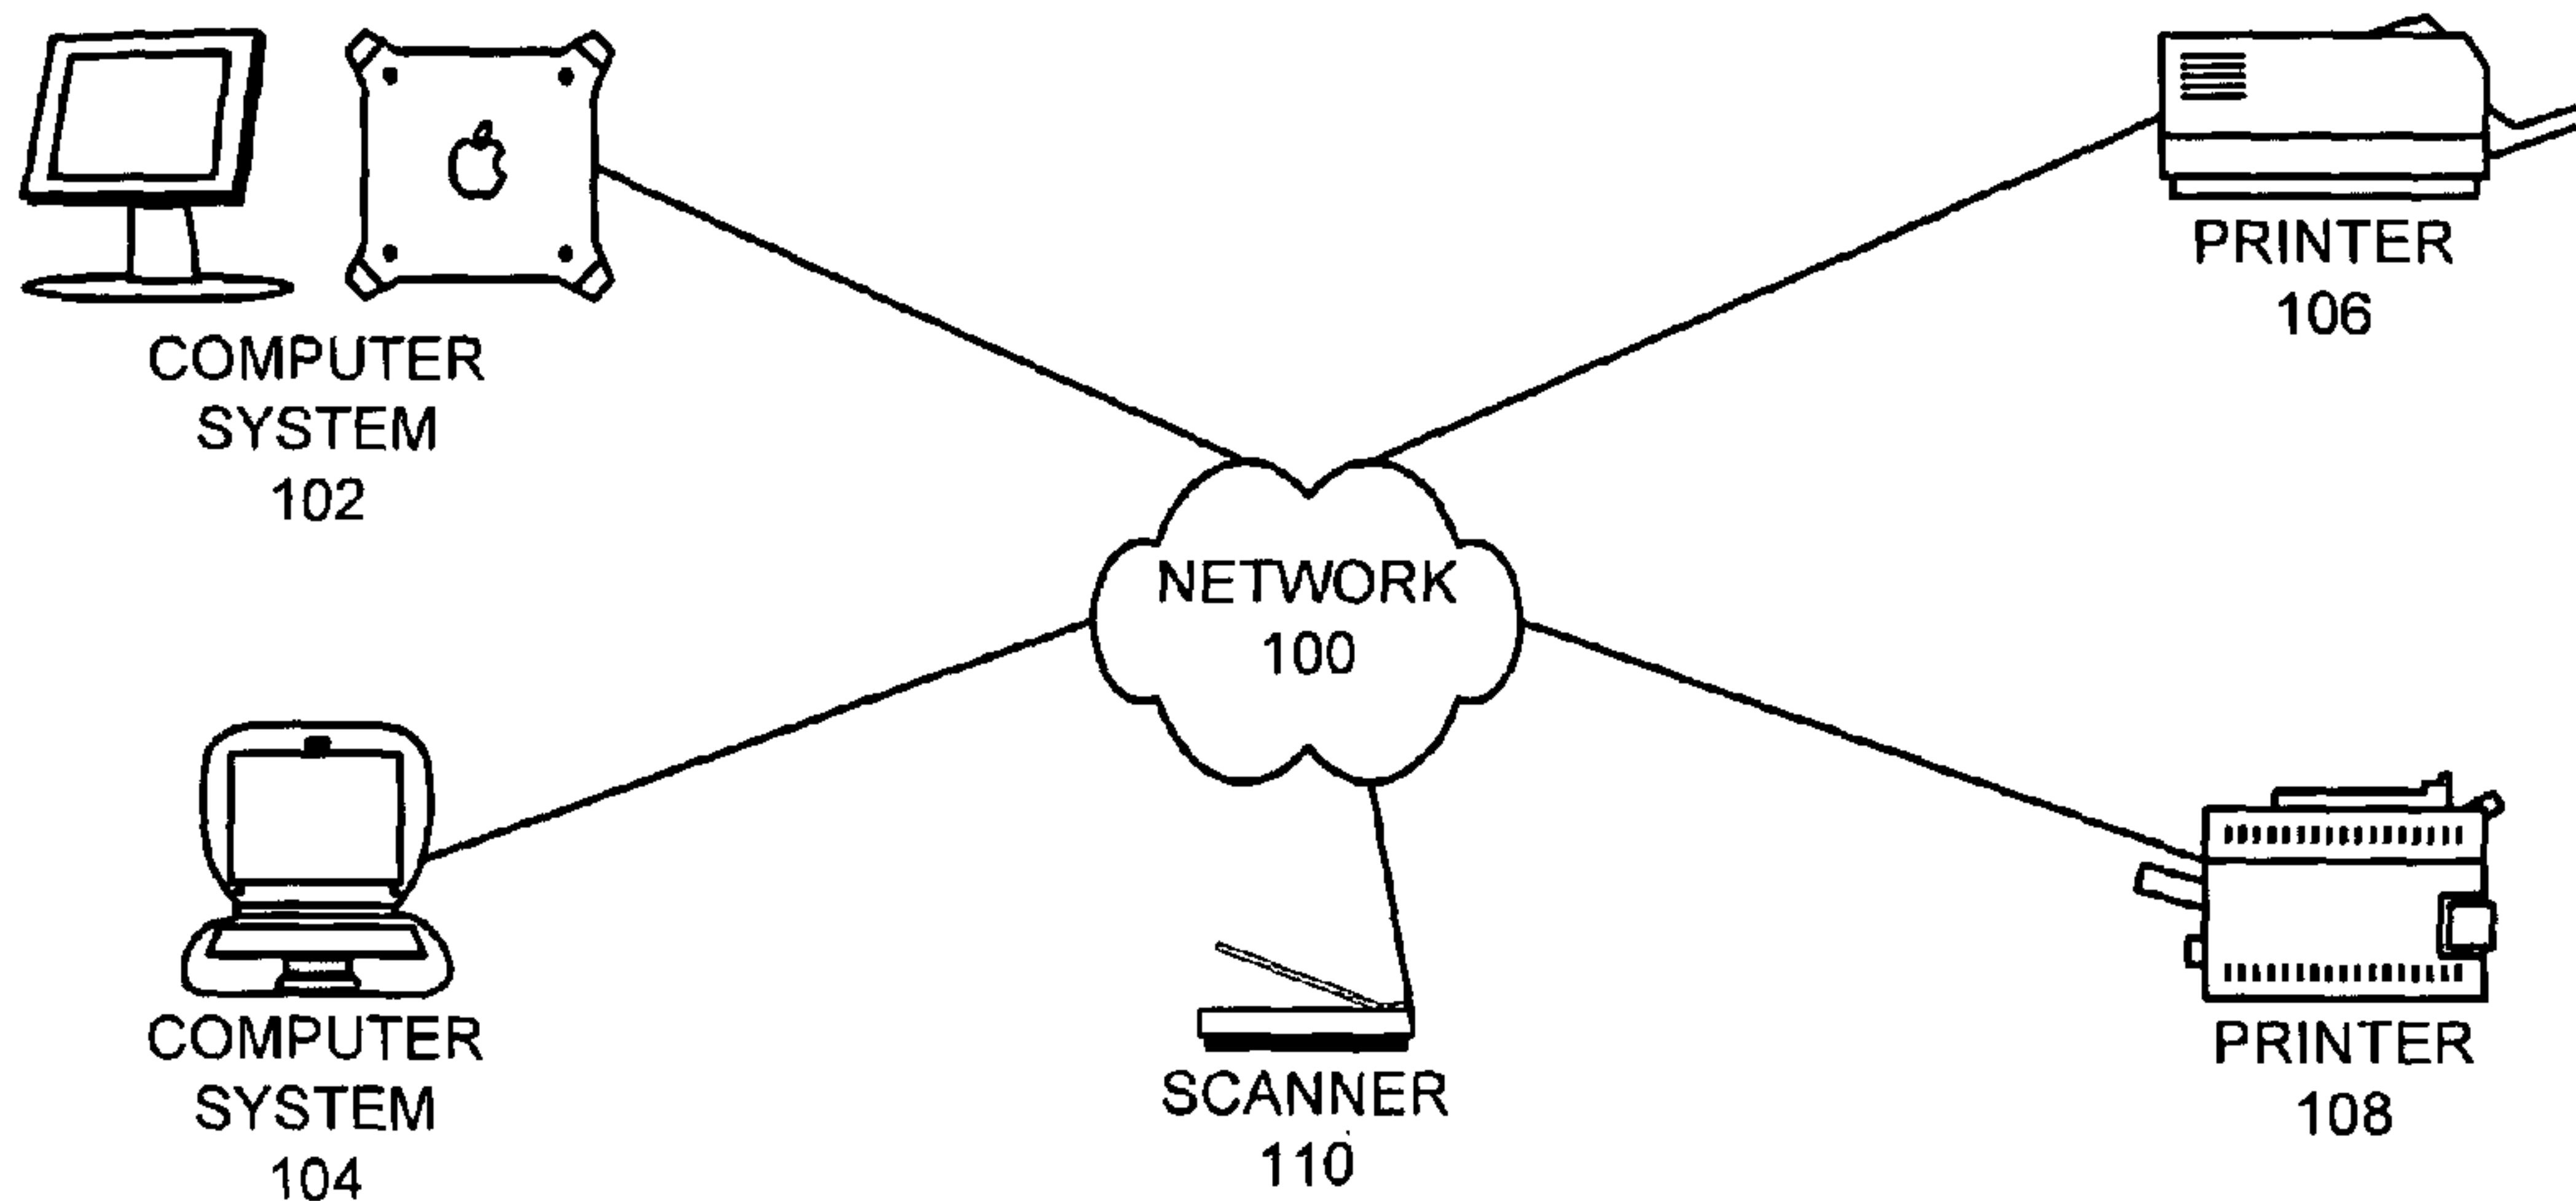 COMPUTER
SYSTEM
102
PRINTER
106
NETWORK
100
COMPUTER
SYSTEM
104
SCANNER
110
PRINTER
108